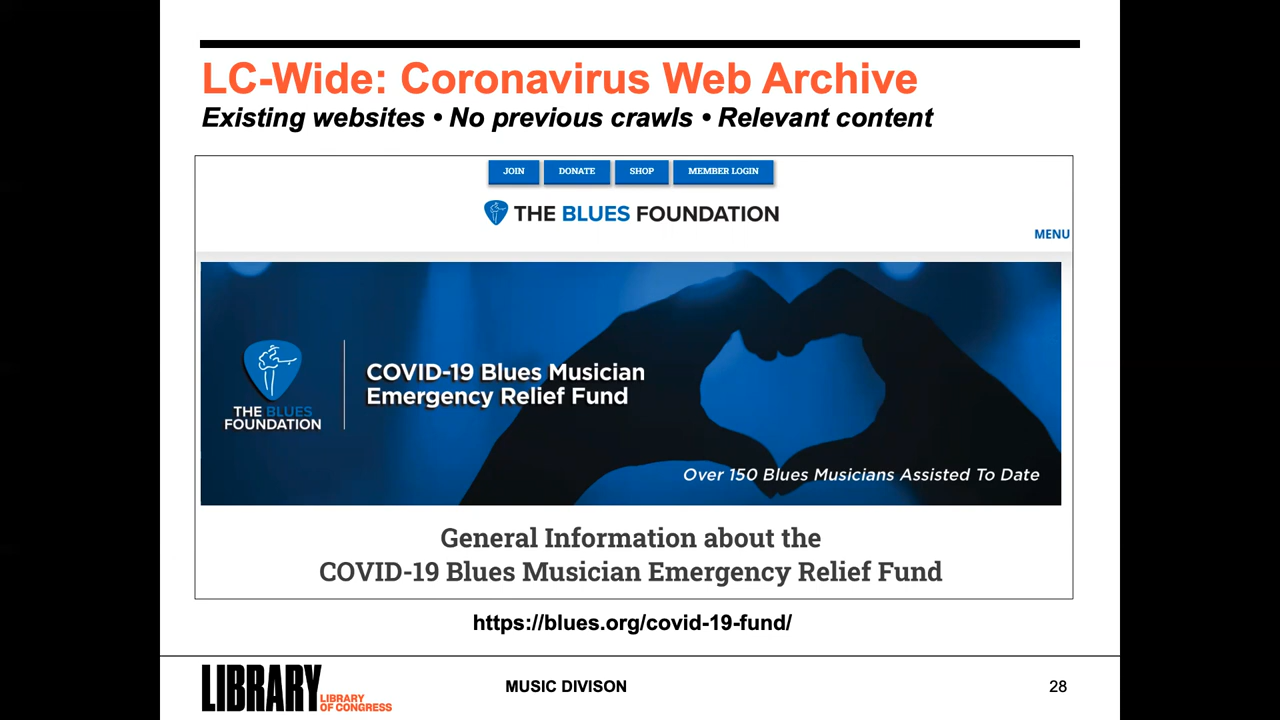 LC-Wide: Coronavirus Web Archive
Existing websites • No previous crawls • Relevant content
JOIN DONATE SHOP MEMBER LOGIN
THE BLUES FOUNDATION
MENU
THE BLUES
FOUNDATION
COVID-19 Blues Musician
Emergency Relief Fund
Over 150 Blues Musicians Assisted To Date
General Information about the
COVID-19 Blues Musician Emergency Relief Fund
https://blues.org/covid-19-fund/
LIBRARY
LIBRARY
OF CONGRESS
MUSIC DIVISON
28